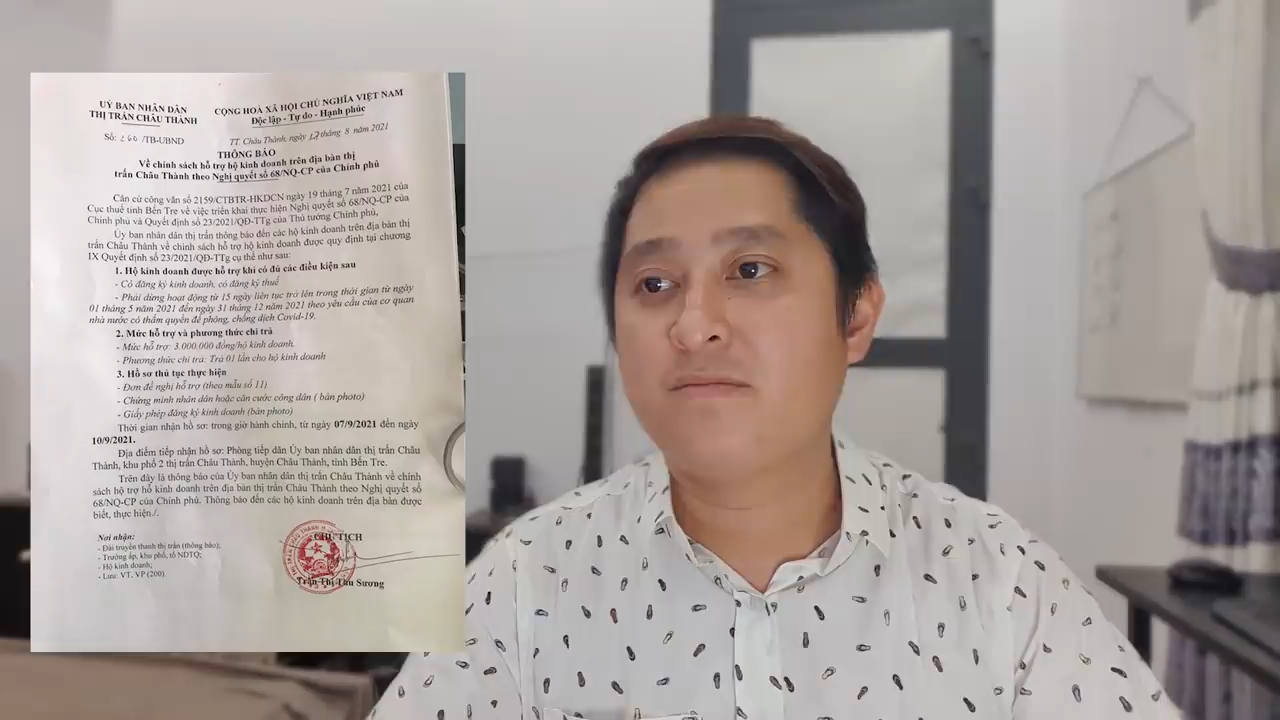 UỶ BAN NHÂN DÂN
THỊ TRẤN CHÂU THÀNH
CỘNG HOÀ XÃ HỘI CHỦ NGHĨA VIỆT NAM
Độc lập - Tự do - Hạnh phúc
Số: 260 /TB-UBND
TT. Châu Thành, ngày 17 tháng 8 năm 2021
THÔNG BÁO
Về chính sách hỗ trợ hộ kinh doanh trên địa bàn thị
trấn Châu Thành theo Nghị quyết số 68/NQ-CP của Chính phủ
Căn cứ công văn số 2159/CTBTR-HKDCN ngày 19 tháng 7 năm 2021 của
Cục thuế tỉnh Bến Tre về việc triển khai thực hiện Nghị quyết số 68/NQ-CP của
Chính phủ và Quyết định số 23/2021/QĐ-TTg của Thủ tướng Chính phủ,
Ủy ban nhân dân thị trấn thông báo đến các hộ kinh doanh trên địa bàn thị
trấn Châu Thành về chính sách hỗ trợ hộ kinh doanh được quy định tại chương
IX Quyết định số 23/2021/QĐ-TTg cụ thể như sau:
1. Hộ kinh doanh được hỗ trợ khi có đủ các điều kiện sau
- Có đăng ký kinh doanh, có đăng ký thuế
- Phải dừng hoạt động từ 15 ngày liên tục trở lên trong thời gian từ ngày
01 tháng 5 năm 2021 đến ngày 31 tháng 12 năm 2021 theo yêu cầu của cơ quan
nhà nước có thẩm quyền để phòng, chống dịch Covid-19.
2. Mức hỗ trợ và phương thức chi trả
- Mức hỗ trợ: 3.000.000 đồng/hộ kinh doanh.
- Phương thức chi trả: Trả 01 lần cho hộ kinh doanh
3. Hồ sơ thủ tục thực hiện
- Đơn đề nghị hỗ trợ (theo mẫu số 11)
- Chứng minh nhân dân hoặc căn cước công dân ( bản photo)
- Giấy phép đăng ký kinh doanh (bản photo)
Thời gian nhận hồ sơ: trong giờ hành chính, từ ngày 07/9/2021 đến ngày
10/9/2021.
Địa điểm tiếp nhận hồ sơ: Phòng tiếp dân Ủy ban nhân dân thị trấn Châu
Thành, khu phố 2 thị trấn Châu Thành, huyện Châu Thành, tỉnh Bến Tre.
Trên đây là thông báo của Ủy ban nhân dân thị trấn Châu Thành về chính
sách hộ trợ hỗ kinh doanh trên địa bàn thị trấn Châu Thành theo Nghị quyết số
68/NQ-CP của Chính phủ. Thông báo đến các hộ kinh doanh trên địa bàn được
biết, thực hiện./.
Nơi nhận:
- Đài truyền thanh thị trấn (thông báo);
- Trưởng ấp, khu phố, tổ NDTQ;
- Hộ kinh doanh;
- Lưu: VT, VP (200).
CHỦ TỊCH
Trần Thị Thu Sương